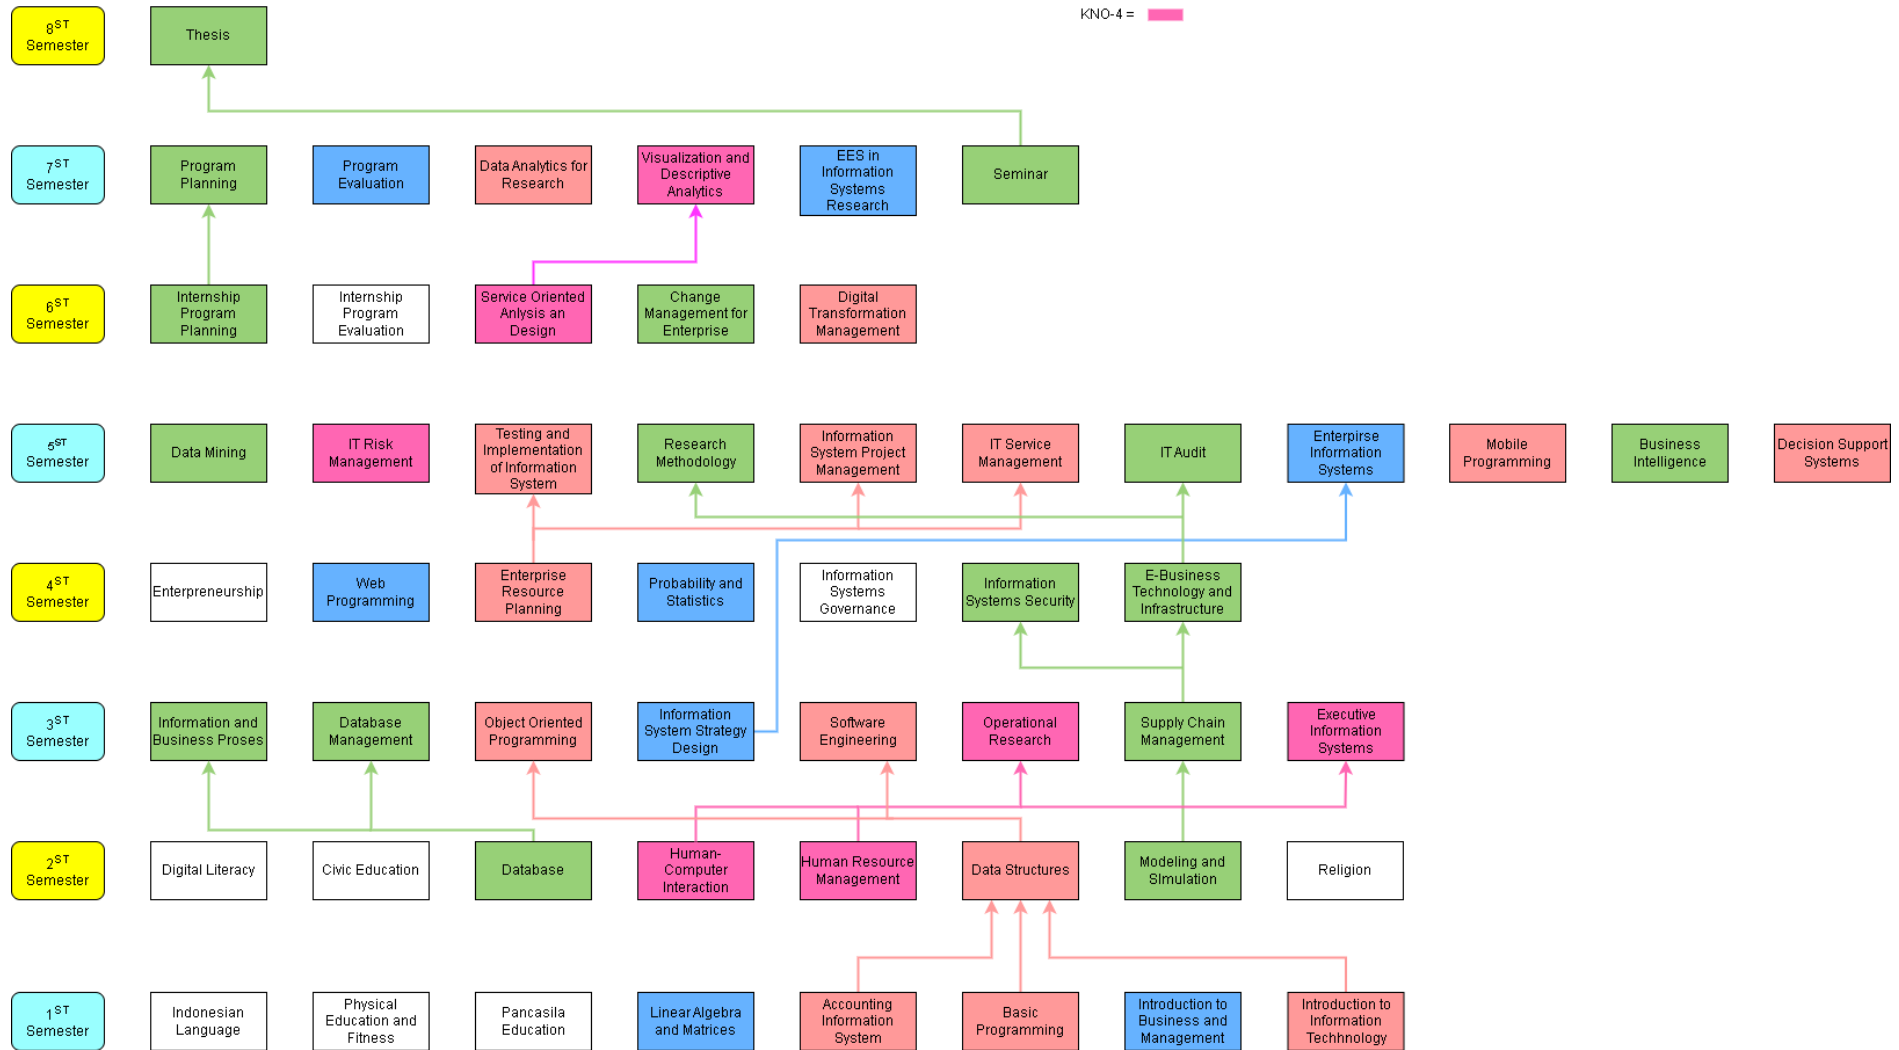 KNO-4 =
8ST
Semester
Thesis
7ST
Semester
Program
Planning
Program
Evaluation
Data Analytics for
Research
Visualization and
Descriptive
Analytics
EES in
Information
Systems
Research
Seminar
6ST
Semester
Internship
Program
Planning
Internship
Program
Evaluation
Service Oriented
Anlysis an
Design
Change
Management for
Enterprise
Digital
Transformation
Management
5ST
Semester
Data Mining
IT Risk
Management
Testing and
Implementation
of Information
System
Research
Methodology
Information
System Project
Management
IT Service
Management
IT Audit
Enterpirse
Information
Systems
Mobile
Programming
Business
Intelligence
Decision Support
Systems
4ST
Semester
Enterpreneurship
Web
Programming
Enterprise
Resource
Planning
Probability and
Statistics
Information
Systems
Governance
Information
Systems Security
E-Business
Technology and
Infrastructure
3ST
Semester
Information and
Business Proses
Database
Management
Object Oriented
Programming
Information
System Strategy
Design
Software
Engineering
Operational
Research
Supply Chain
Management
Executive
Information
Systems
2ST
Semester
Digital Literacy
Civic Education
Database
Human-
Computer
Interaction
Human Resource
Management
Data Structures
Modeling and
SImulation
Religion
1ST
Semester
Indonesian
Language
Physical
Education and
Fitness
Pancasila
Education
Linear Algebra
and Matrices
Accounting
Information
System
Basic
Programming
Introduction to
Business and
Management
Introduction to
Information
Techhnology